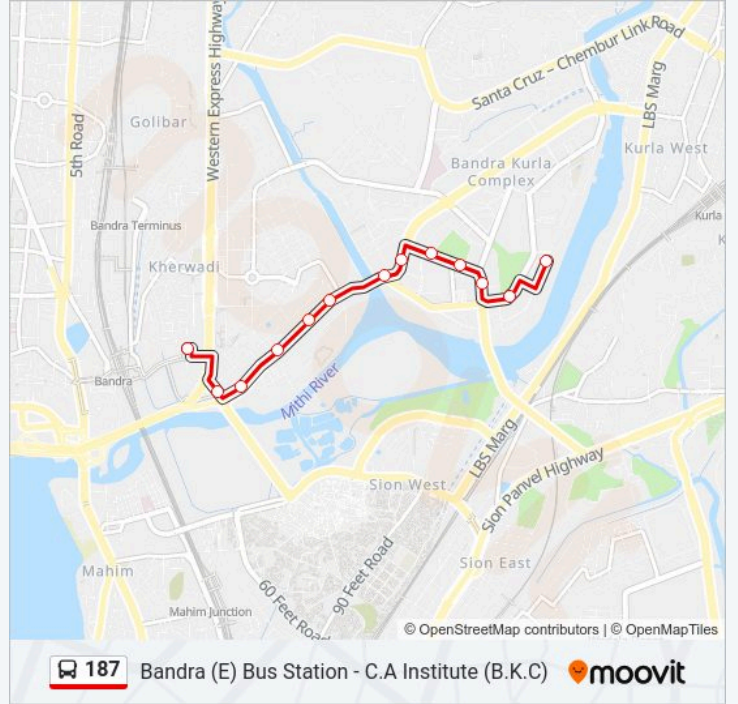 Western Express Highway
Santa Cruz – Chembur Link Road
LBS Marg
5th Road
Golibar
Kurla West
Bandra Kurla
Complex
Kurla
Bandra Terminus
Kherwadi
Bandra
Mithi River
LBS Marg
Sion Panvel Highway
Sion West
Sion East
90 Feet Road
60 Feet Road
Mahim
Mahim Junction
© OpenStreetMap contributors | © OpenMapTiles
187 Bandra (E) Bus Station - C.A Institute (B.K.C) moovit